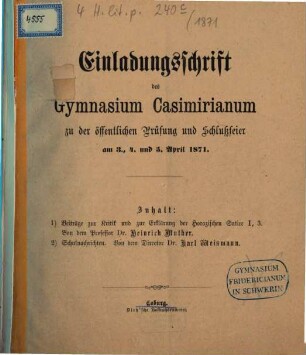 4 H. lit. p. 240 c
/1871
4555
Einladungsschrift
des
Gymnasium Casimirianum
zu der öffentlichen Prüfung und Schlußfeier
am 3., 4. und 5. April 1871.
Inhalt:
1) Beiträge zur Kritik und zur Erklärung der Horazischen Satire I, 3.
Von dem Professor Dr. Heinrich Muther.
2) Schulnachrichten. Von dem Director Dr. Karl Weismann.
GYMNASIUM
FRIDERICIANUM
IN SCHWERIN
Coburg.